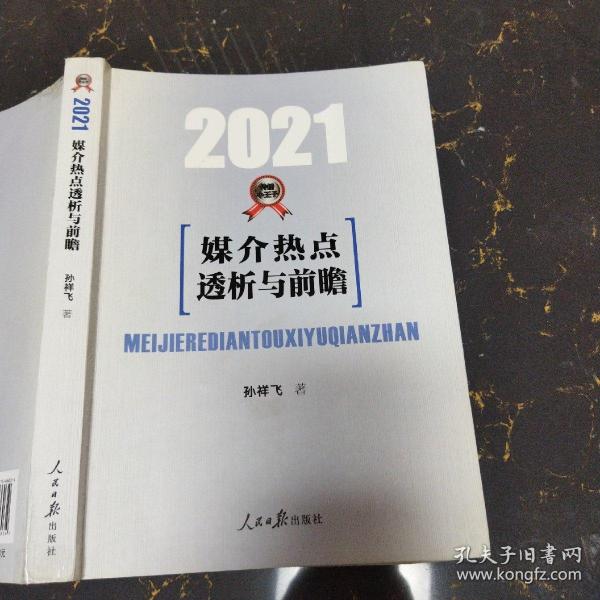 2021
媒介热点
透析与前瞻
MEIJIEREDIANTOUXIYUQIANZHAN
孙祥飞 著
人民日报出版社
2021 媒介热点透析与前瞻
孙祥飞 著
人民日报出版社
孔夫子旧书网
www.kongfz.com